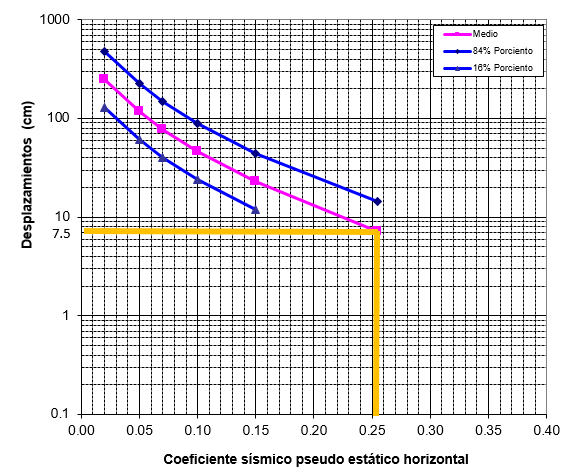 1000
Medio
84% Porciento
16% Porciento
100
Desplazamientos (cm)
10
7.5
1
0.1
0.00 0.05 0.10 0.15 0.20 0.25 0.30 0.35 0.40
Coeficiente sísmico pseudo estático horizontal